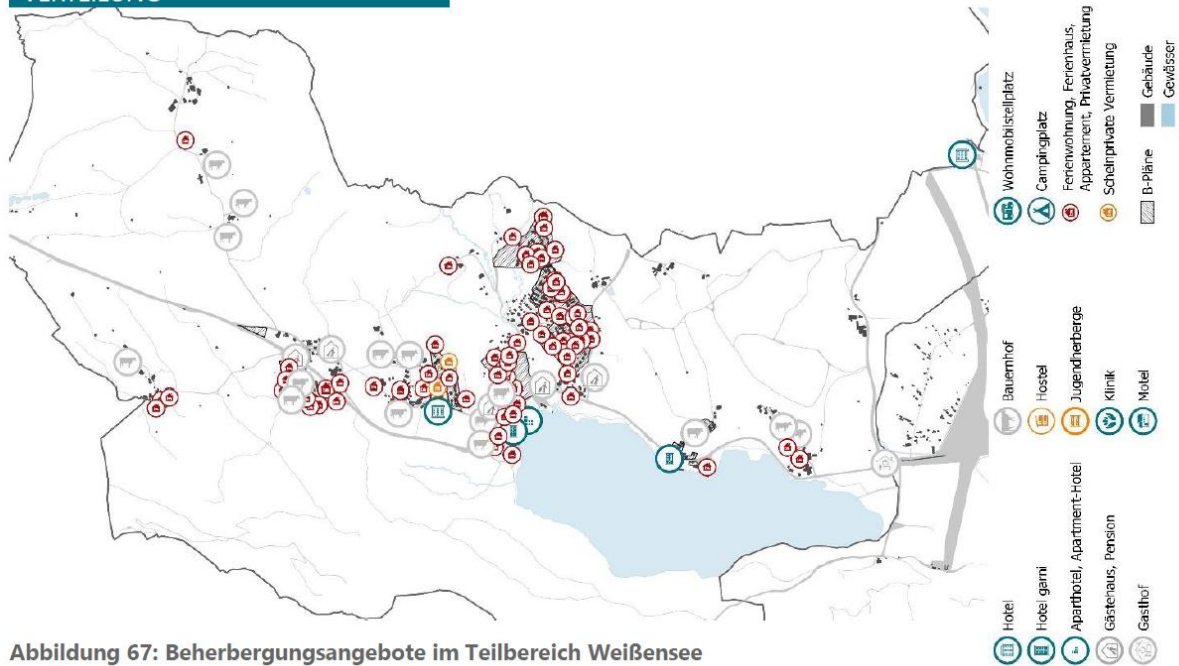 VERTEILUNG
Hotel
Hotel garni
Aparthotel, Apartment-Hotel
Gästehaus, Pension
Gasthof
Bauernhof
Hostel
Jugendherberge
Klinik
Motel
Wohnmobilstellplatz
Campingplatz
Ferienwohnung, Ferienhaus,
Appartement, Privatvermietung
Scheinprivate Vermietung
B-Pläne
Gebäude
Gewässer
Abbildung 67: Beherbergungsangebote im Teilbereich Weißensee